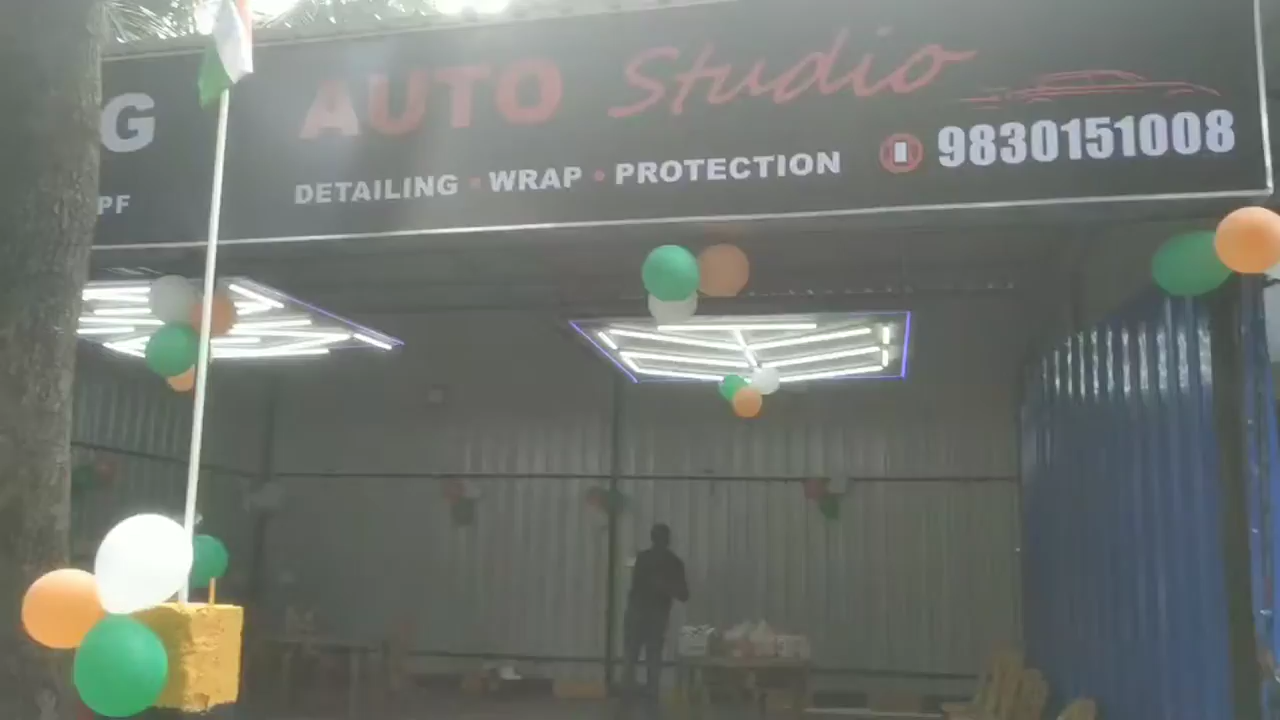 G AUTO Studio
PF DETAILING • WRAP • PROTECTION 9830151008